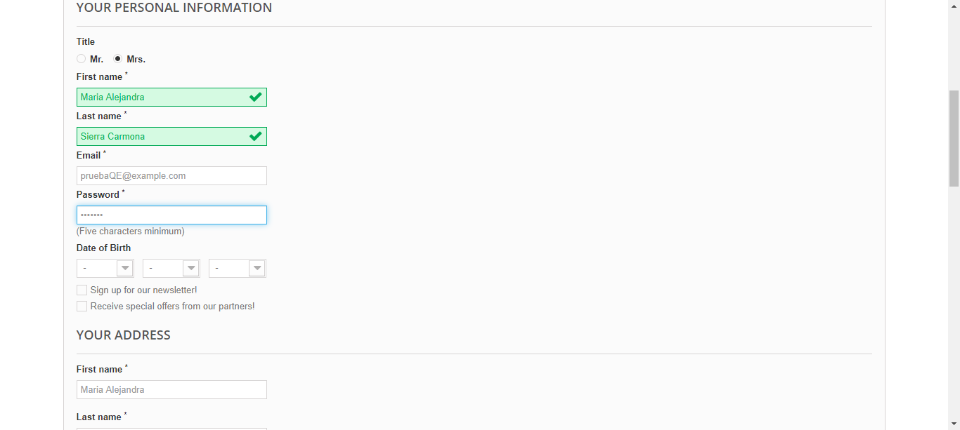 YOUR PERSONAL INFORMATION
Title
Mr. Mrs.
First name *
Maria Alejandra
Last name *
Sierra Carmona
Email *
pruebaQE@example.com
Password *
•••••••
(Five characters minimum)
Date of Birth
- - -
Sign up for our newsletter!
Receive special offers from our partners!
YOUR ADDRESS
First name *
Maria Alejandra
Last name *